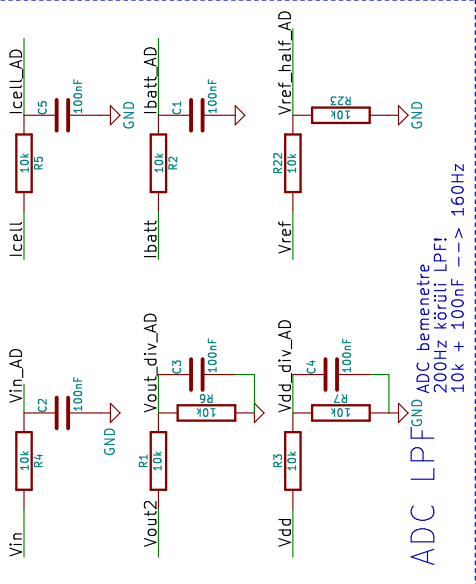 Icell_AD
C5
100nF
GND
10k
R5
Icell
Ibatt_AD
C1
100nF
10k
R2
Ibatt
Vref_half_AD
R23
10k
GND
10k
R22
Vref
Vin_AD
C2
100nF
GND
10k
R4
Vin
Vout_div_AD
C3
100nF
R6
10k
10k
R1
Vout2
Vdd_div_AD
C4
100nF
R7
10k
GND
10k
R3
Vdd
ADC LPF
ADC bemenetre
200Hz körüli LPF!
10k + 100nF --> 160Hz